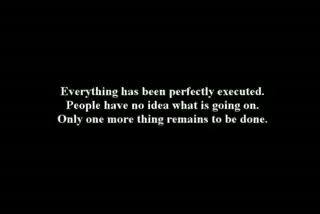 Everything has been perfectly executed.
People have no idea what is going on.
Only one more thing remains to be done.